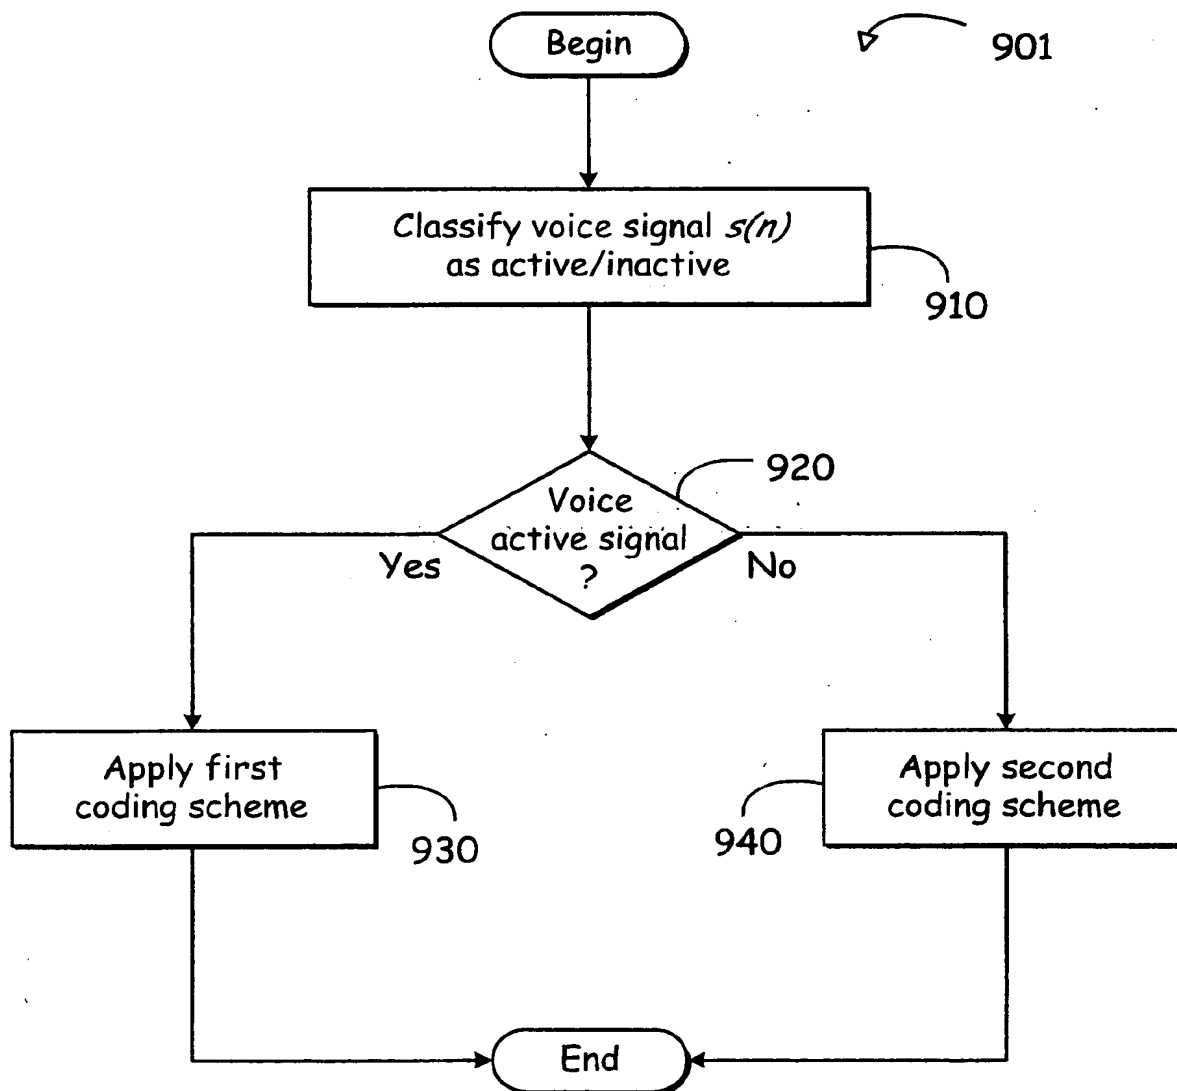 Begin
901
Classify voice signal s(n)
as active/inactive
910
920
Voice
active signal
?
Yes
No
Apply first
coding scheme
930
Apply second
coding scheme
940
End